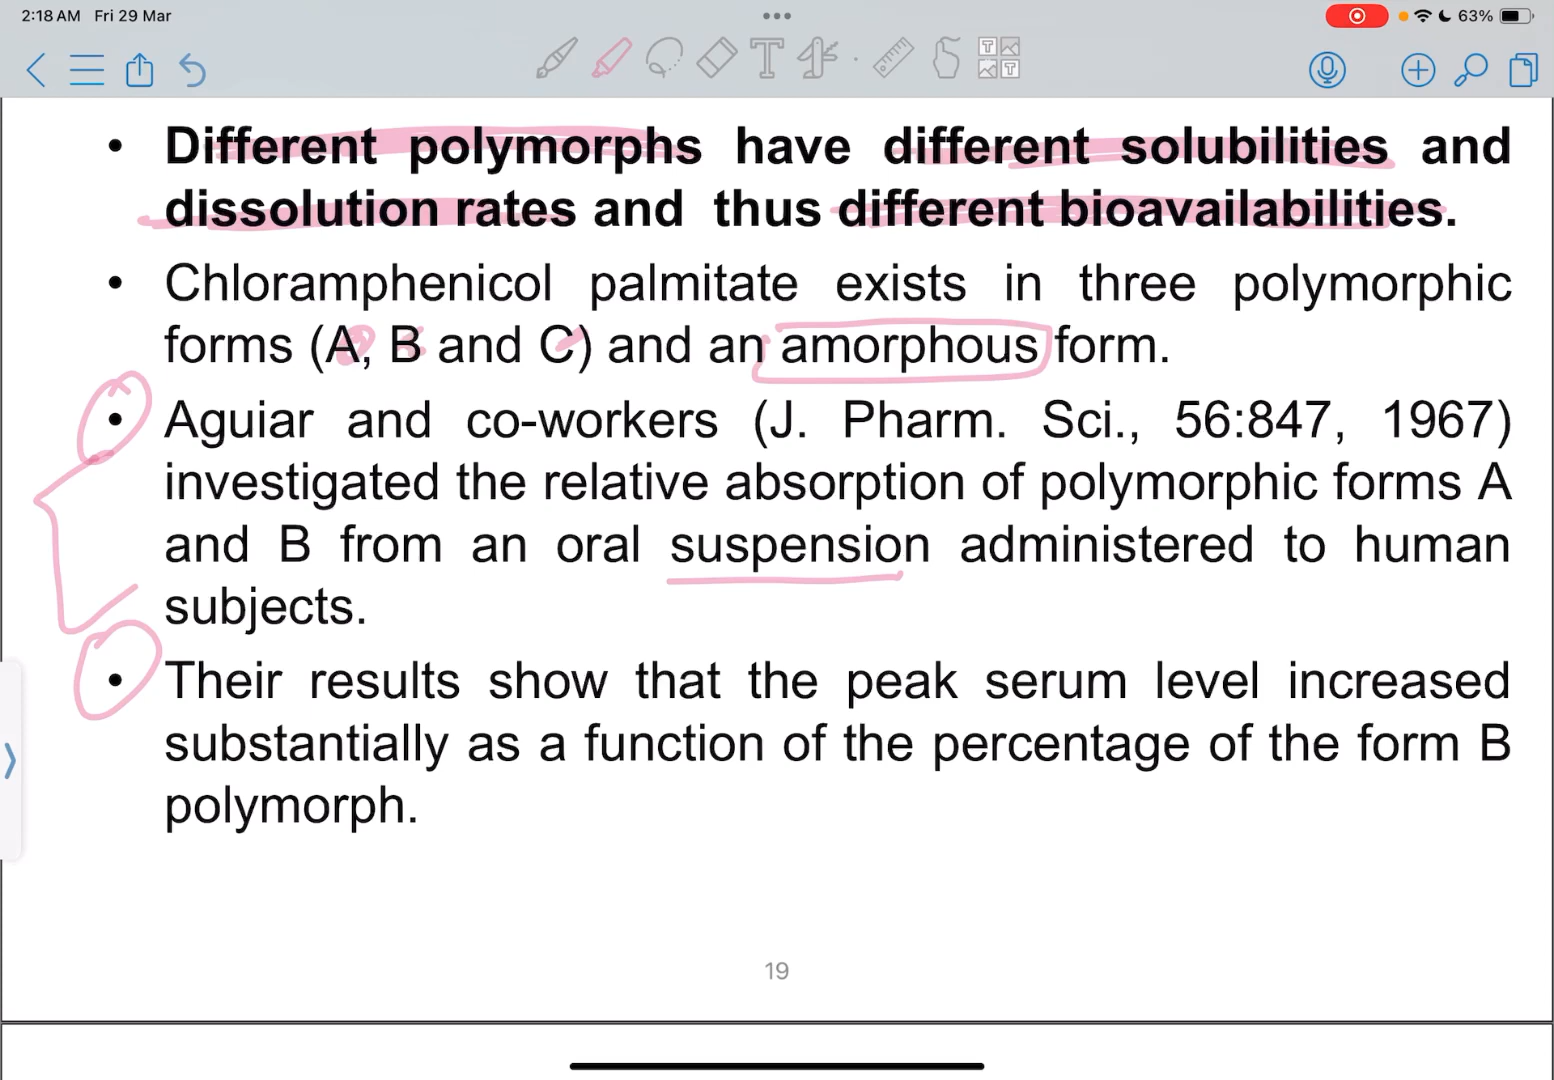 2:18 AM Fri 29 Mar
63%
• Different polymorphs have different solubilities and
dissolution rates and thus different bioavailabilities.
• Chloramphenicol palmitate exists in three polymorphic
forms (A, B and C) and an amorphous form.
• Aguiar and co-workers (J. Pharm. Sci., 56:847, 1967)
investigated the relative absorption of polymorphic forms A
and B from an oral suspension administered to human
subjects.
• Their results show that the peak serum level increased
substantially as a function of the percentage of the form B
polymorph.
19